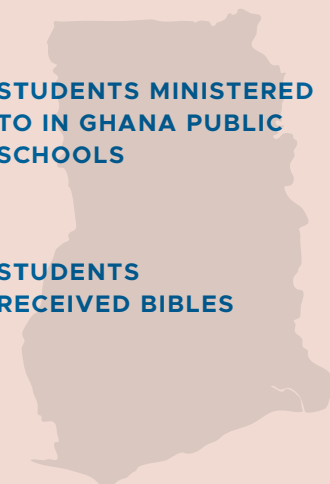 STUDENTS MINISTERED
TO IN GHANA PUBLIC
SCHOOLS
STUDENTS
RECEIVED BIBLES